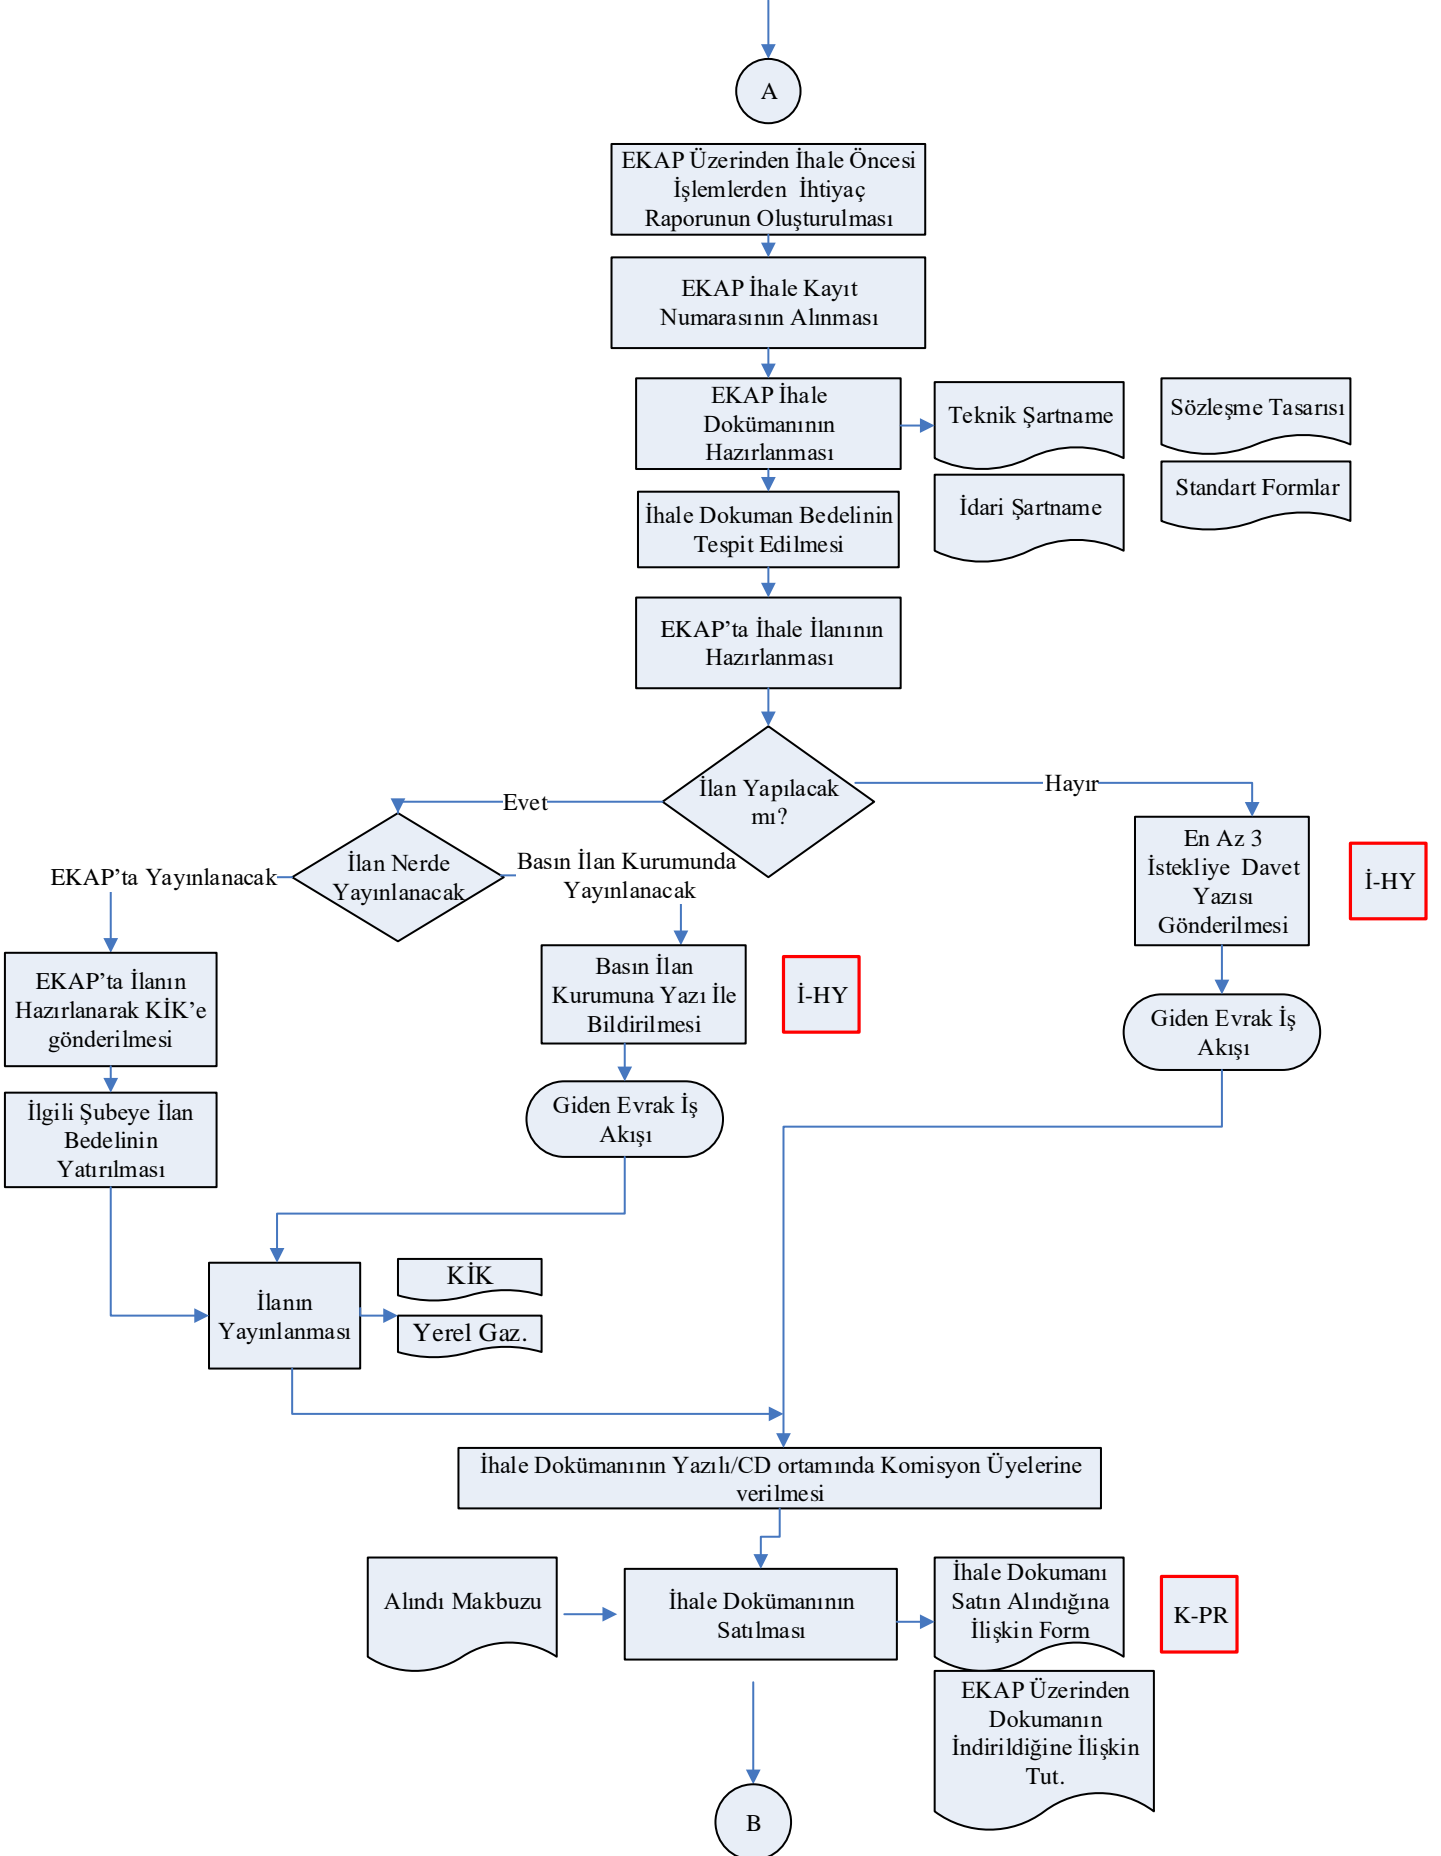 A
EKAP Üzerinden İhale Öncesi
İşlemlerden İhtiyaç
Raporunun Oluşturulması
EKAP İhale Kayıt
Numarasının Alınması
EKAP İhale
Dokümanının
Hazırlanması
Teknik Şartname
Sözleşme Tasarısı
İdari Şartname
Standart Formlar
İhale Dokuman Bedelinin
Tespit Edilmesi
EKAP’ta İhale İlanının
Hazırlanması
İlan Yapılacak
mı?
Evet
Hayır
İlan Nerde
Yayınlanacak
EKAP’ta Yayınlanacak
Basın İlan Kurumunda
Yayınlanacak
En Az 3
İstekliye Davet
Yazısı
Gönderilmesi
İ-HY
EKAP’ta İlanın
Hazırlanarak KİK’e
gönderilmesi
Basın İlan
Kurumuna Yazı İle
Bildirilmesi
İ-HY
Giden Evrak İş
Akışı
İlgili Şubeye İlan
Bedelinin
Yatırılması
Giden Evrak İş
Akışı
İlanın
Yayınlanması
KİK
Yerel Gaz.
İhale Dokümanının Yazılı/CD ortamında Komisyon Üyelerine
verilmesi
Alındı Makbuzu
İhale Dokümanının
Satılması
İhale Dokumanı
Satın Alındığına
İlişkin Form
K-PR
EKAP Üzerinden
Dokumanın
İndirildiğine İlişkin
Tut.
B